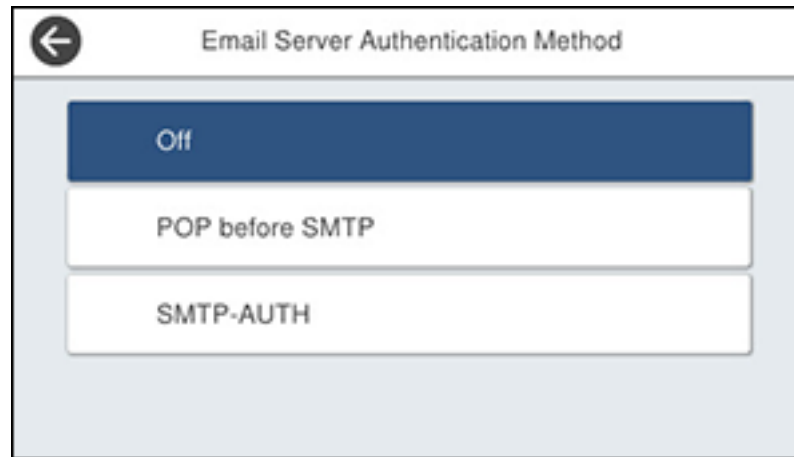 Email Server Authentication Method
Off
POP before SMTP
SMTP-AUTH